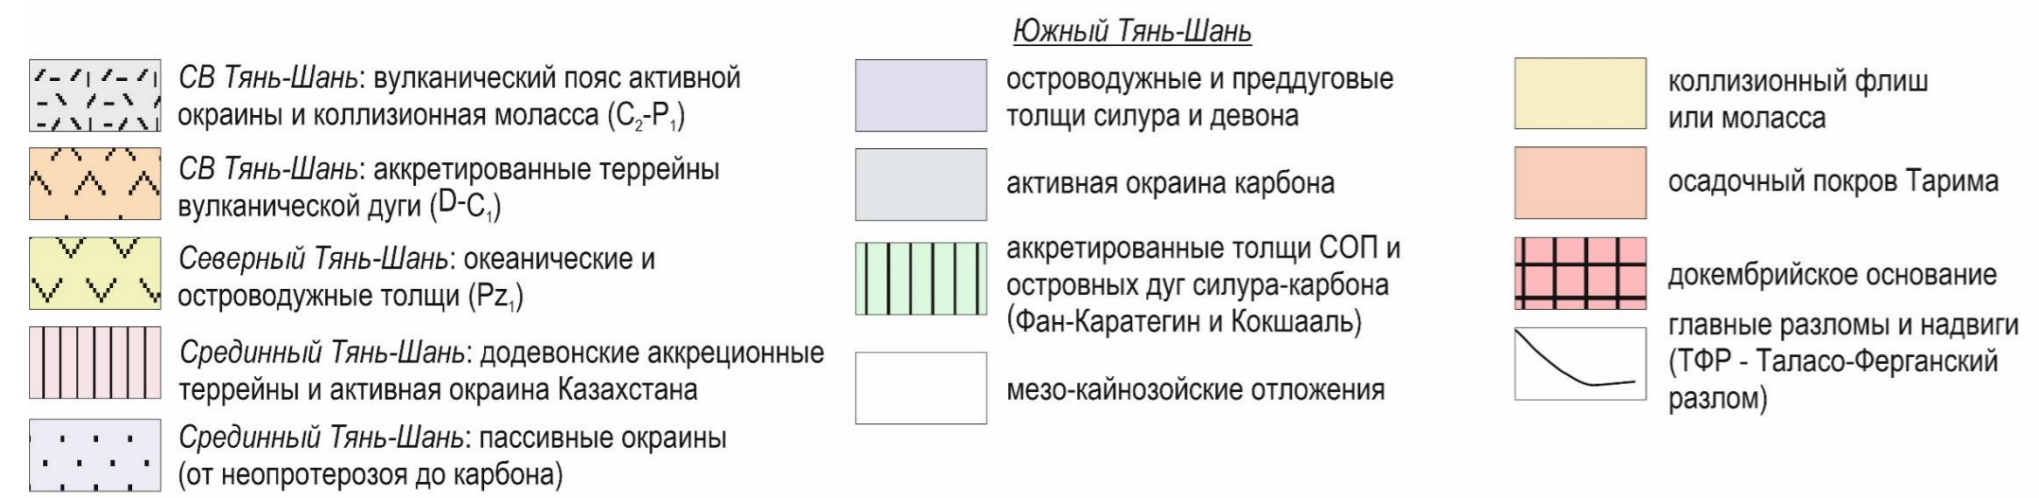 СВ Тянь-Шань: вулканический пояс активной
окраины и коллизионная моласса (C₂-P₁)
СВ Тянь-Шань: аккретированные террейны
вулканической дуги (D-C₁)
Северный Тянь-Шань: океанические и
островодужные толщи (Pz₁)
Срединный Тянь-Шань: додевонские аккреционные
террейны и активная окраина Казахстана
Срединный Тянь-Шань: пассивные окраины
(от неопротерозоя до карбона)
Южный Тянь-Шань
островодужные и преддуговые
толщи силура и девона
активная окраина карбона
аккретированные толщи СОП и
островных дуг силура-карбона
(Фан-Каратегин и Кокшааль)
мезо-кайнозойские отложения
коллизионный флиш
или моласса
осадочный покров Тарима
докембрийское основание
главные разломы и надвиги
(ТФР - Таласо-Ферганский
разлом)